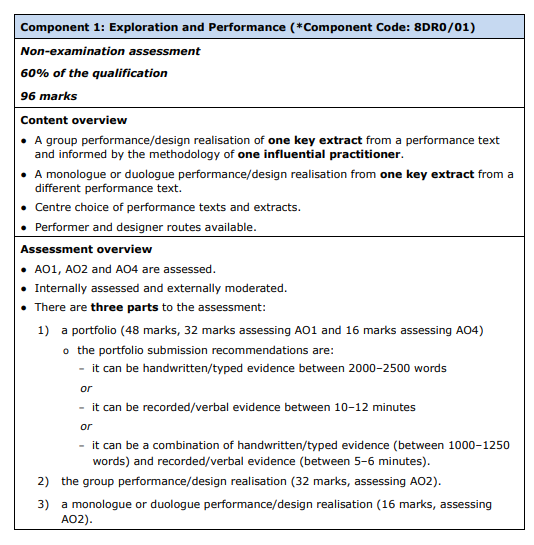 Component 1: Exploration and Performance (*Component Code: 8DR0/01)
Non-examination assessment
60% of the qualification
96 marks
Content overview
● A group performance/design realisation of one key extract from a performance text
and informed by the methodology of one influential practitioner.
● A monologue or duologue performance/design realisation from one key extract from a
different performance text.
● Centre choice of performance texts and extracts.
● Performer and designer routes available.
Assessment overview
● AO1, AO2 and AO4 are assessed.
● Internally assessed and externally moderated.
● There are three parts to the assessment:
1) a portfolio (48 marks, 32 marks assessing AO1 and 16 marks assessing AO4)
o the portfolio submission recommendations are:
– it can be handwritten/typed evidence between 2000–2500 words
or
– it can be recorded/verbal evidence between 10–12 minutes
or
– it can be a combination of handwritten/typed evidence (between 1000–1250
words) and recorded/verbal evidence (between 5–6 minutes).
2) the group performance/design realisation (32 marks, assessing AO2).
3) a monologue or duologue performance/design realisation (16 marks, assessing
AO2).